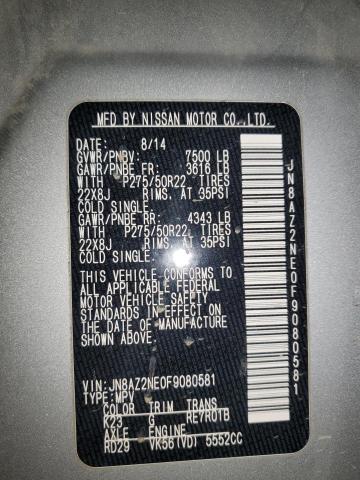 MFD BY NISSAN MOTOR CO.,LTD.
DATE: 8/14
GVWR/PNBV: 7500 LB
GAWR/PNBE FR: 3616 LB
WITH P275/50R22 TIRES
22X8J RIMS, AT 35PSI
COLD SINGLE.
GAWR/PNBE RR: 4343 LB
WITH P275/50R22 TIRES
22X8J RIMS, AT 35PSI
COLD SINGLE.
THIS VEHICLE CONFORMS TO
ALL APPLICABLE FEDERAL
MOTOR VEHICLE SAFETY
STANDARDS IN EFFECT ON
THE DATE OF MANUFACTURE
SHOWN ABOVE.
VIN: JN8AZ2NE0F9080581
TYPE: MPV
COLOR TRIM TRANS
K23 G RE7R01B
AXLE ENGINE
RD29 VK56(VD) 5552CC
JN8AZ2NE0F9080581